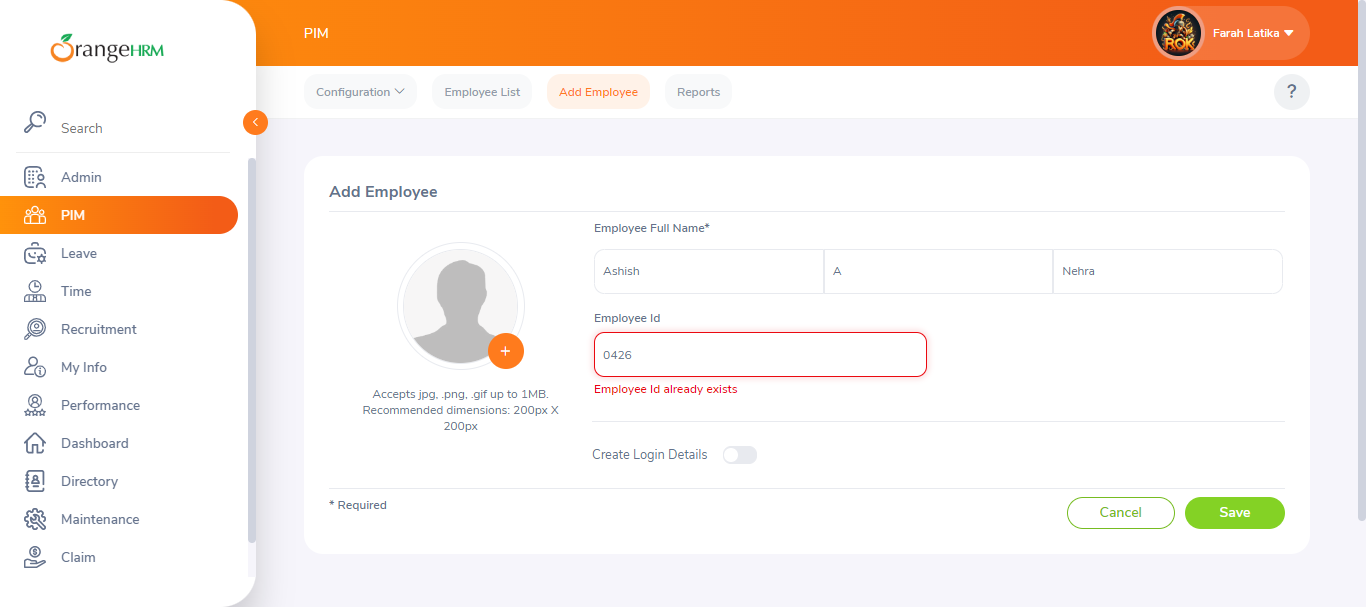 OrangeHRM
PIM
ROK
Farah Latika
Configuration
Employee List
Add Employee
Reports
?
Search
Admin
PIM
Leave
Time
Recruitment
My Info
Performance
Dashboard
Directory
Maintenance
Claim
Add Employee
Employee Full Name*
Ashish A Nehra
Employee Id
0426
Employee Id already exists
Accepts jpg, .png, .gif up to 1MB.
Recommended dimensions: 200px X
200px
Create Login Details
* Required
Cancel Save